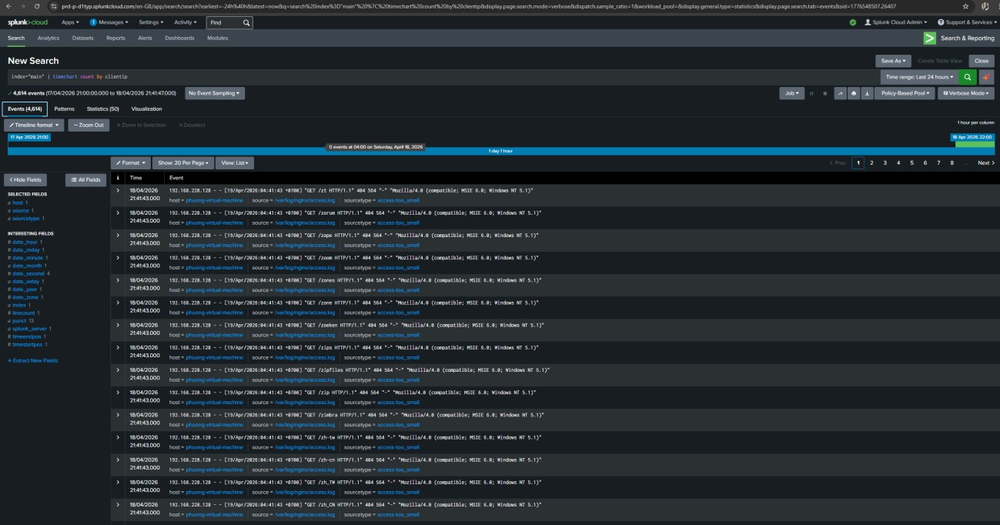 prd-p-d1typ.splunkcloud.com/en-GB/app/search/search?earliest=-24h%40h&latest=now&q=search%20index%3D"main"%20%7C%20timechart%20count%20by%20clientip&display.page.search.mode=verbose&dispatch.sample_ratio=1&workload_pool=&display.general.type=statistics&display.page.search.tab=events&sid=1776548507.26407
splunk>cloud Apps 1 Messages Settings Activity Find Splunk Cloud Admin Support & Services
Search Analytics Datasets Reports Alerts Dashboards Modules Search & Reporting
New Search Save As Create Table View Close
index="main" | timechart count by clientip Time range: Last 24 hours
4,614 events (17/04/2026 21:00:00.000 to 18/04/2026 21:41:47.000) No Event Sampling Job Policy-Based Pool Verbose Mode
Events (4,614) Patterns Statistics (50) Visualization
Timeline format — Zoom Out + Zoom to Selection × Deselect 1 hour per column
17 Apr 2026 21:00 18 Apr 2026 22:00
0 events at 04:00 on Saturday, April 18, 2026
1 day 1 hour
Format Show: 20 Per Page View: List < Prev 1 2 3 4 5 6 7 8 ... Next >
< Hide Fields All Fields
SELECTED FIELDS
a host 1
a source 1
a sourcetype 1
INTERESTING FIELDS
# date_hour 1
# date_mday 1
# date_minute 1
a date_month 1
# date_second 4
a date_wday 1
# date_year 1
# date_zone 1
a index 1
# linecount 1
a punct 13
a splunk_server 1
# timeendpos 1
# timestartpos 1
+ Extract New Fields
i Time Event
18/04/2026 21:41:43.000 192.168.228.128 - - [19/Apr/2026:04:41:43 +0700] "GET /zt HTTP/1.1" 404 564 "-" "Mozilla/4.0 (compatible; MSIE 6.0; Windows NT 5.1)"
host = phuong-virtual-machine source = /var/log/nginx/access.log sourcetype = access-too_small
18/04/2026 21:41:43.000 192.168.228.128 - - [19/Apr/2026:04:41:43 +0700] "GET /zorum HTTP/1.1" 404 564 "-" "Mozilla/4.0 (compatible; MSIE 6.0; Windows NT 5.1)"
host = phuong-virtual-machine source = /var/log/nginx/access.log sourcetype = access-too_small
18/04/2026 21:41:43.000 192.168.228.128 - - [19/Apr/2026:04:41:43 +0700] "GET /zope HTTP/1.1" 404 564 "-" "Mozilla/4.0 (compatible; MSIE 6.0; Windows NT 5.1)"
host = phuong-virtual-machine source = /var/log/nginx/access.log sourcetype = access-too_small
18/04/2026 21:41:43.000 192.168.228.128 - - [19/Apr/2026:04:41:43 +0700] "GET /zoom HTTP/1.1" 404 564 "-" "Mozilla/4.0 (compatible; MSIE 6.0; Windows NT 5.1)"
host = phuong-virtual-machine source = /var/log/nginx/access.log sourcetype = access-too_small
18/04/2026 21:41:43.000 192.168.228.128 - - [19/Apr/2026:04:41:43 +0700] "GET /zones HTTP/1.1" 404 564 "-" "Mozilla/4.0 (compatible; MSIE 6.0; Windows NT 5.1)"
host = phuong-virtual-machine source = /var/log/nginx/access.log sourcetype = access-too_small
18/04/2026 21:41:43.000 192.168.228.128 - - [19/Apr/2026:04:41:43 +0700] "GET /zone HTTP/1.1" 404 564 "-" "Mozilla/4.0 (compatible; MSIE 6.0; Windows NT 5.1)"
host = phuong-virtual-machine source = /var/log/nginx/access.log sourcetype = access-too_small
18/04/2026 21:41:43.000 192.168.228.128 - - [19/Apr/2026:04:41:43 +0700] "GET /zoeken HTTP/1.1" 404 564 "-" "Mozilla/4.0 (compatible; MSIE 6.0; Windows NT 5.1)"
host = phuong-virtual-machine source = /var/log/nginx/access.log sourcetype = access-too_small
18/04/2026 21:41:43.000 192.168.228.128 - - [19/Apr/2026:04:41:43 +0700] "GET /zips HTTP/1.1" 404 564 "-" "Mozilla/4.0 (compatible; MSIE 6.0; Windows NT 5.1)"
host = phuong-virtual-machine source = /var/log/nginx/access.log sourcetype = access-too_small
18/04/2026 21:41:43.000 192.168.228.128 - - [19/Apr/2026:04:41:43 +0700] "GET /zipfiles HTTP/1.1" 404 564 "-" "Mozilla/4.0 (compatible; MSIE 6.0; Windows NT 5.1)"
host = phuong-virtual-machine source = /var/log/nginx/access.log sourcetype = access-too_small
18/04/2026 21:41:43.000 192.168.228.128 - - [19/Apr/2026:04:41:43 +0700] "GET /zip HTTP/1.1" 404 564 "-" "Mozilla/4.0 (compatible; MSIE 6.0; Windows NT 5.1)"
host = phuong-virtual-machine source = /var/log/nginx/access.log sourcetype = access-too_small
18/04/2026 21:41:43.000 192.168.228.128 - - [19/Apr/2026:04:41:43 +0700] "GET /zimbra HTTP/1.1" 404 564 "-" "Mozilla/4.0 (compatible; MSIE 6.0; Windows NT 5.1)"
host = phuong-virtual-machine source = /var/log/nginx/access.log sourcetype = access-too_small
18/04/2026 21:41:43.000 192.168.228.128 - - [19/Apr/2026:04:41:43 +0700] "GET /zh-tw HTTP/1.1" 404 564 "-" "Mozilla/4.0 (compatible; MSIE 6.0; Windows NT 5.1)"
host = phuong-virtual-machine source = /var/log/nginx/access.log sourcetype = access-too_small
18/04/2026 21:41:43.000 192.168.228.128 - - [19/Apr/2026:04:41:43 +0700] "GET /zh-cn HTTP/1.1" 404 564 "-" "Mozilla/4.0 (compatible; MSIE 6.0; Windows NT 5.1)"
host = phuong-virtual-machine source = /var/log/nginx/access.log sourcetype = access-too_small
18/04/2026 21:41:43.000 192.168.228.128 - - [19/Apr/2026:04:41:43 +0700] "GET /zh_TW HTTP/1.1" 404 564 "-" "Mozilla/4.0 (compatible; MSIE 6.0; Windows NT 5.1)"
host = phuong-virtual-machine source = /var/log/nginx/access.log sourcetype = access-too_small
18/04/2026 21:41:43.000 192.168.228.128 - - [19/Apr/2026:04:41:43 +0700] "GET /zh_CN HTTP/1.1" 404 564 "-" "Mozilla/4.0 (compatible; MSIE 6.0; Windows NT 5.1)"
host = phuong-virtual-machine source = /var/log/nginx/access.log sourcetype = access-too_small